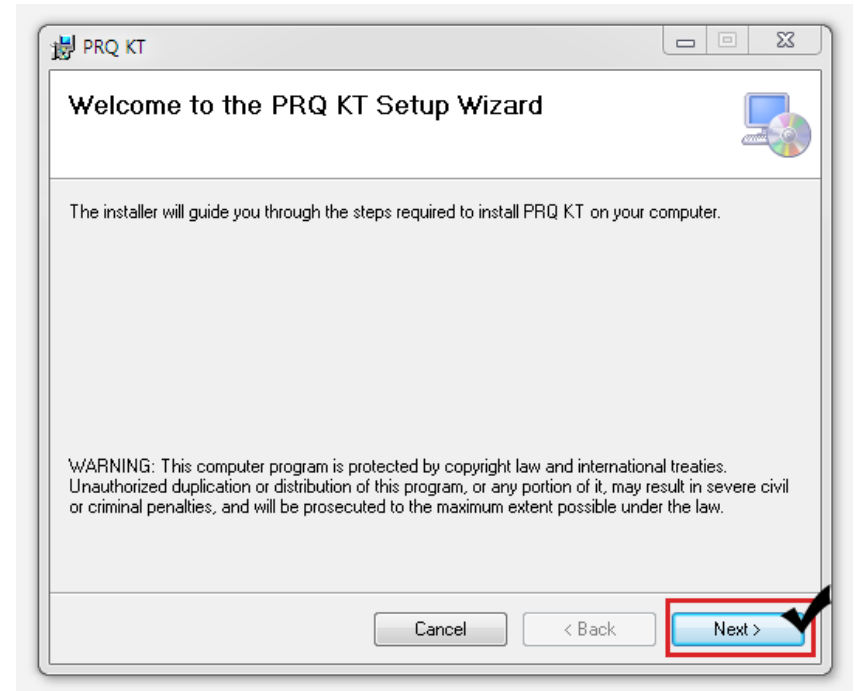 PRQ KT
Welcome to the PRQ KT Setup Wizard
The installer will guide you through the steps required to install PRQ KT on your computer.
WARNING: This computer program is protected by copyright law and international treaties.
Unauthorized duplication or distribution of this program, or any portion of it, may result in severe civil
or criminal penalties, and will be prosecuted to the maximum extent possible under the law.
Cancel
< Back
Next >